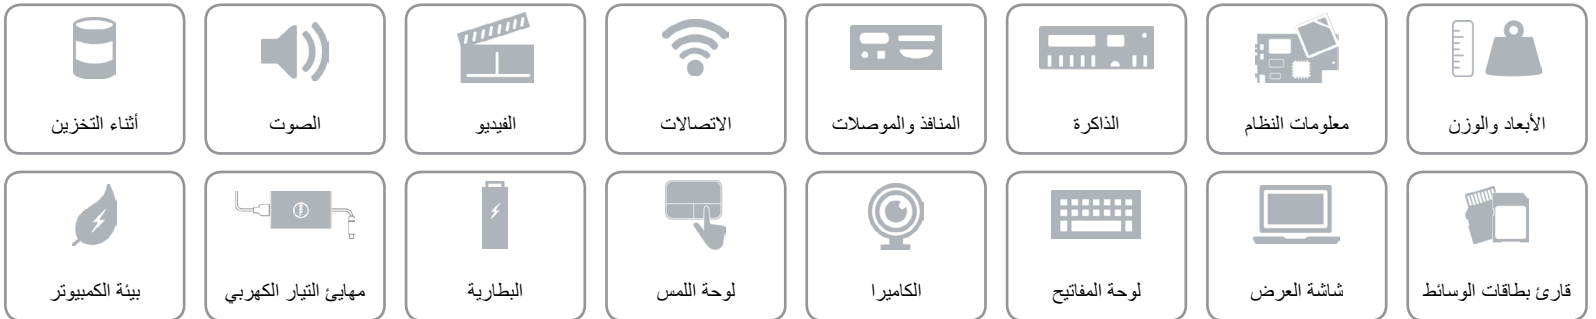 الأبعاد والوزن
معلومات النظام
الذاكرة
المنافذ والموصلات
الاتصالات
الفيديو
الصوت
أثناء التخزين
قارئ بطاقات الوسائط
شاشة العرض
لوحة المفاتيح
الكاميرا
لوحة اللمس
البطارية
مهايئ التيار الكهربي
بيئة الكمبيوتر